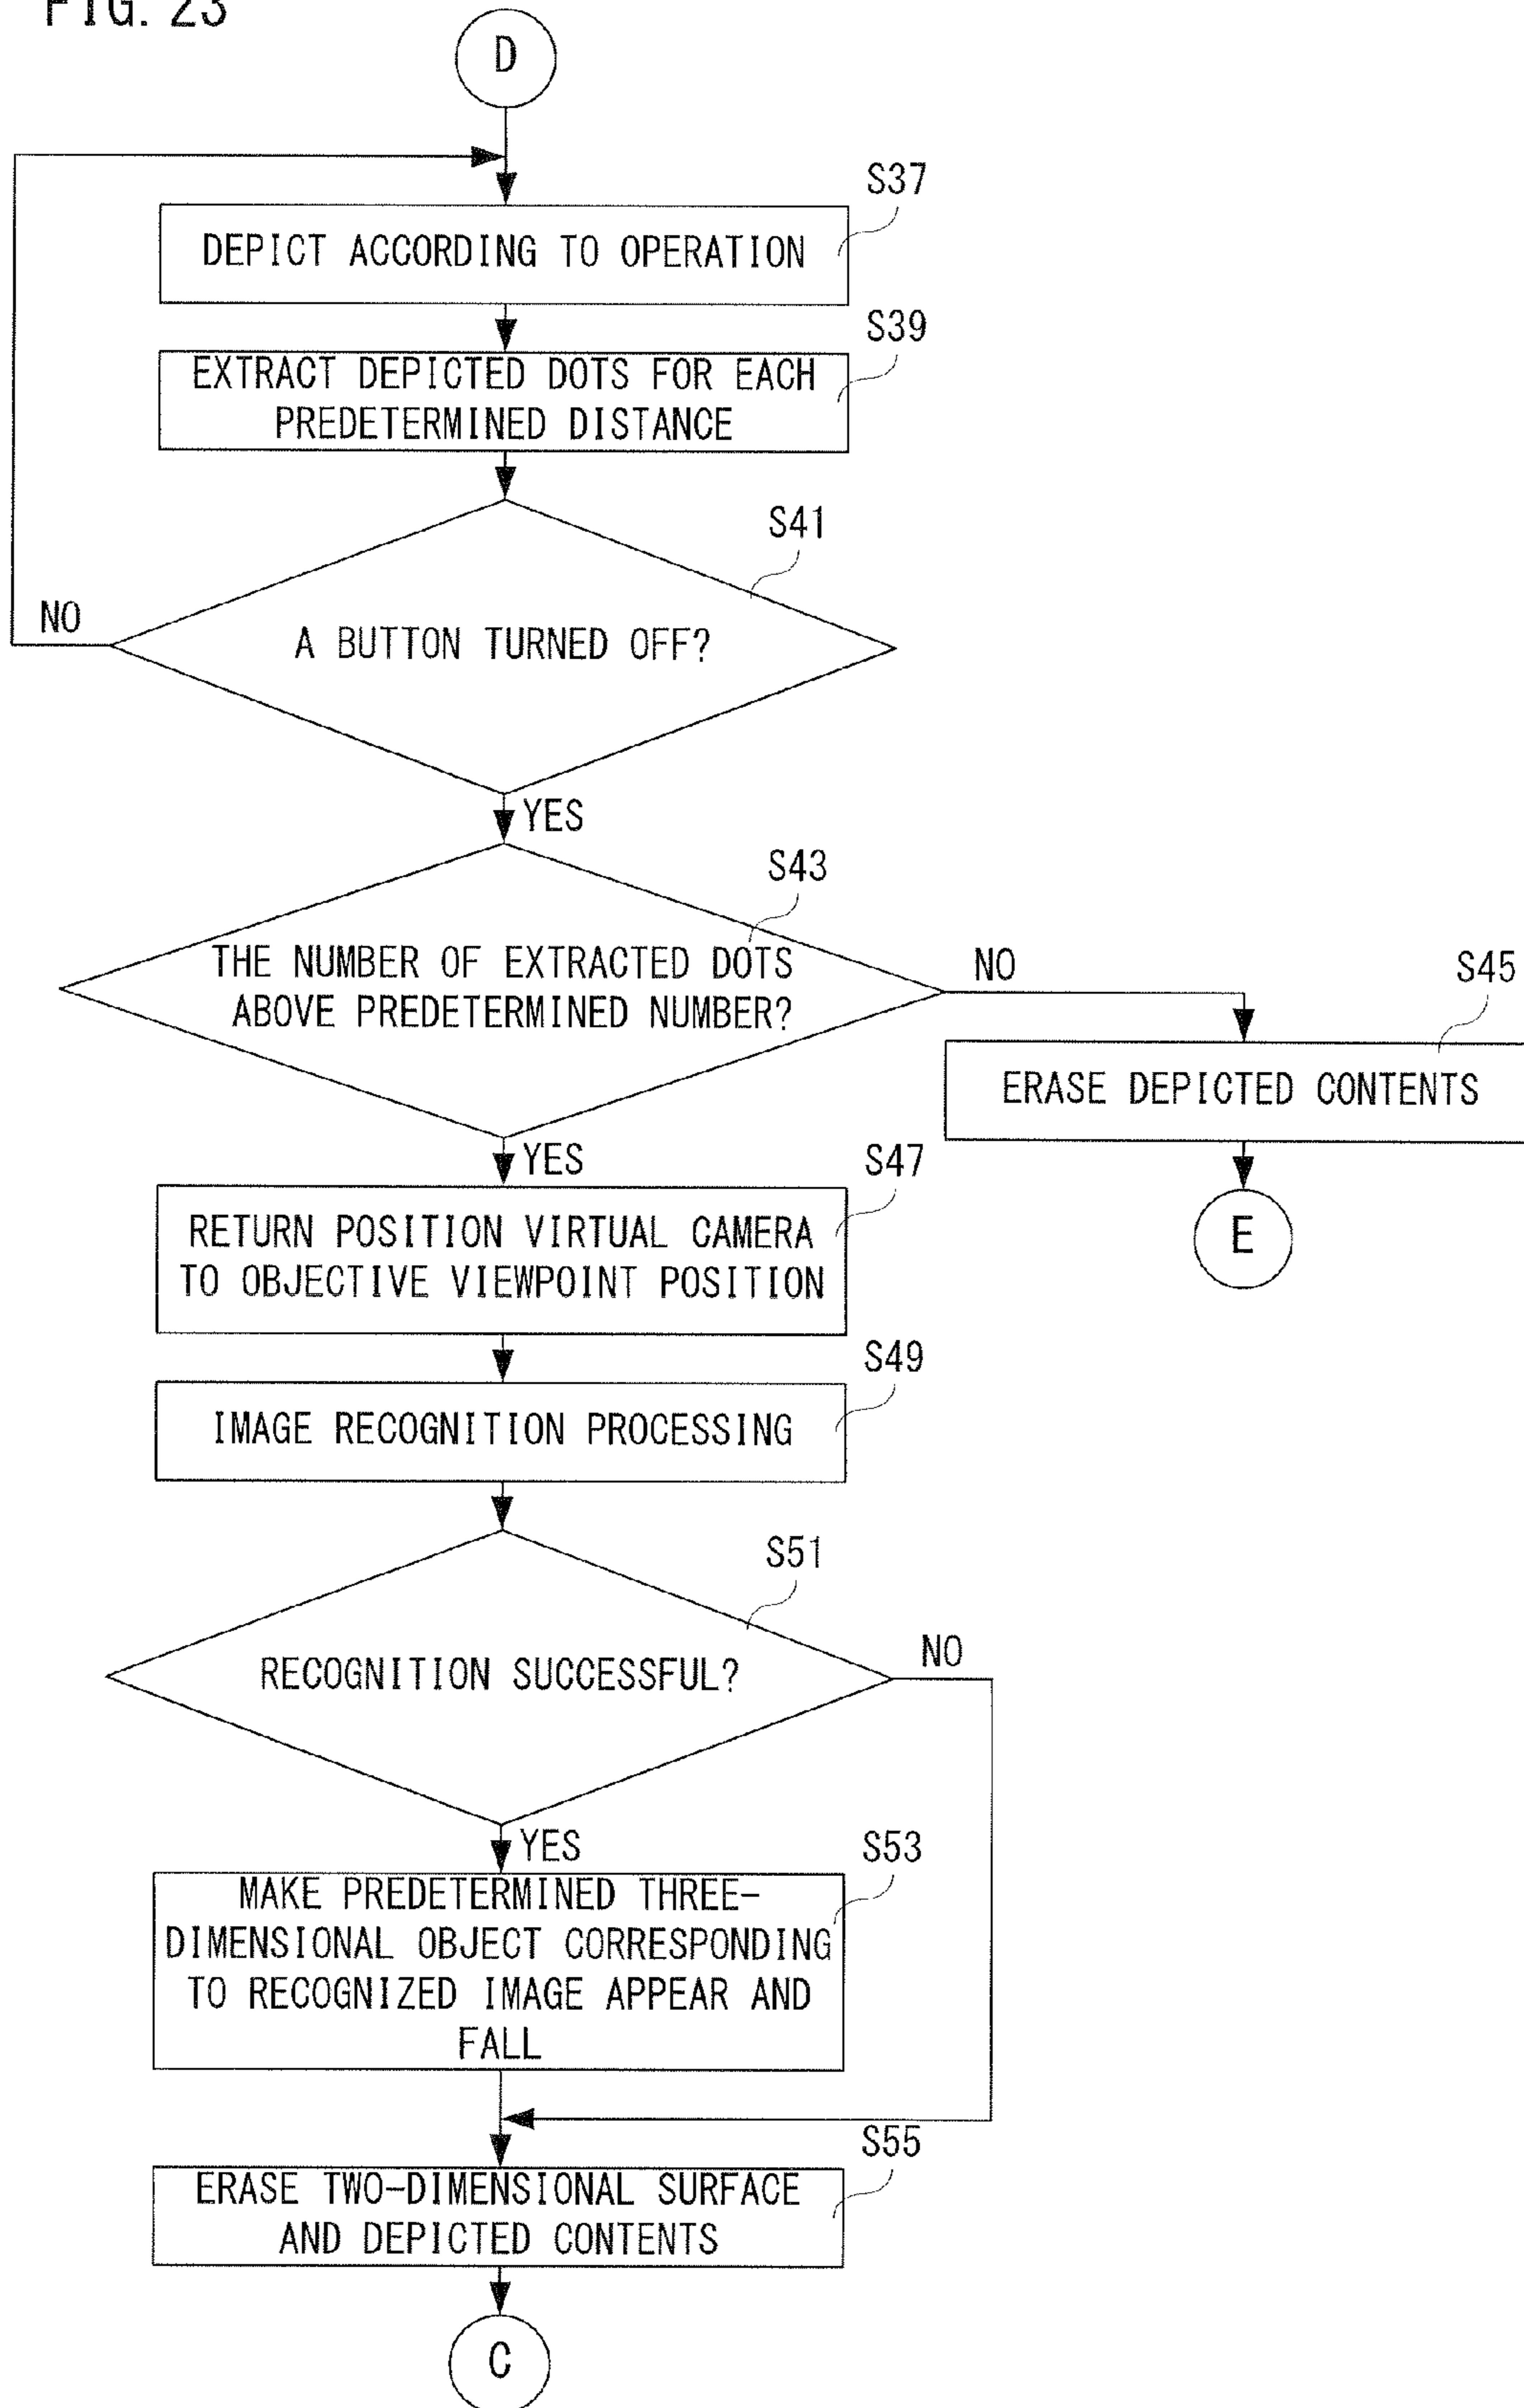 FIG. 23
D
S37
DEPICT ACCORDING TO OPERATION
S39
EXTRACT DEPICTED DOTS FOR EACH
PREDETERMINED DISTANCE
S41
A BUTTON TURNED OFF?
NO
YES
S43
THE NUMBER OF EXTRACTED DOTS
ABOVE PREDETERMINED NUMBER?
NO
S45
ERASE DEPICTED CONTENTS
E
YES
S47
RETURN POSITION VIRTUAL CAMERA
TO OBJECTIVE VIEWPOINT POSITION
S49
IMAGE RECOGNITION PROCESSING
S51
RECOGNITION SUCCESSFUL?
NO
YES
S53
MAKE PREDETERMINED THREE-
DIMENSIONAL OBJECT CORRESPONDING
TO RECOGNIZED IMAGE APPEAR AND
FALL
S55
ERASE TWO-DIMENSIONAL SURFACE
AND DEPICTED CONTENTS
C